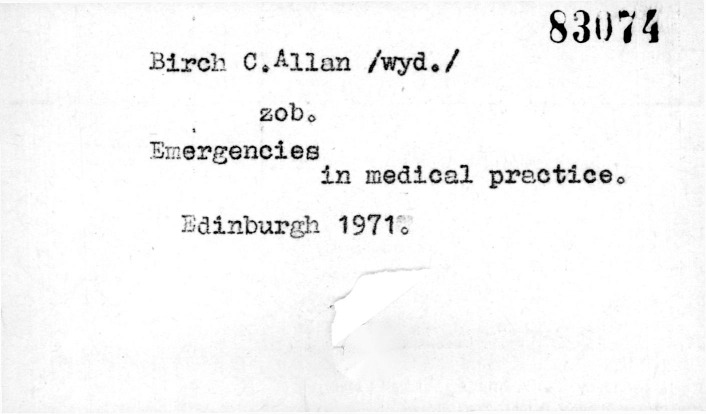 83074
Birch C.Allan /wyd./
zob.
Emergencies
in medical practice.
Edinburgh 1971.